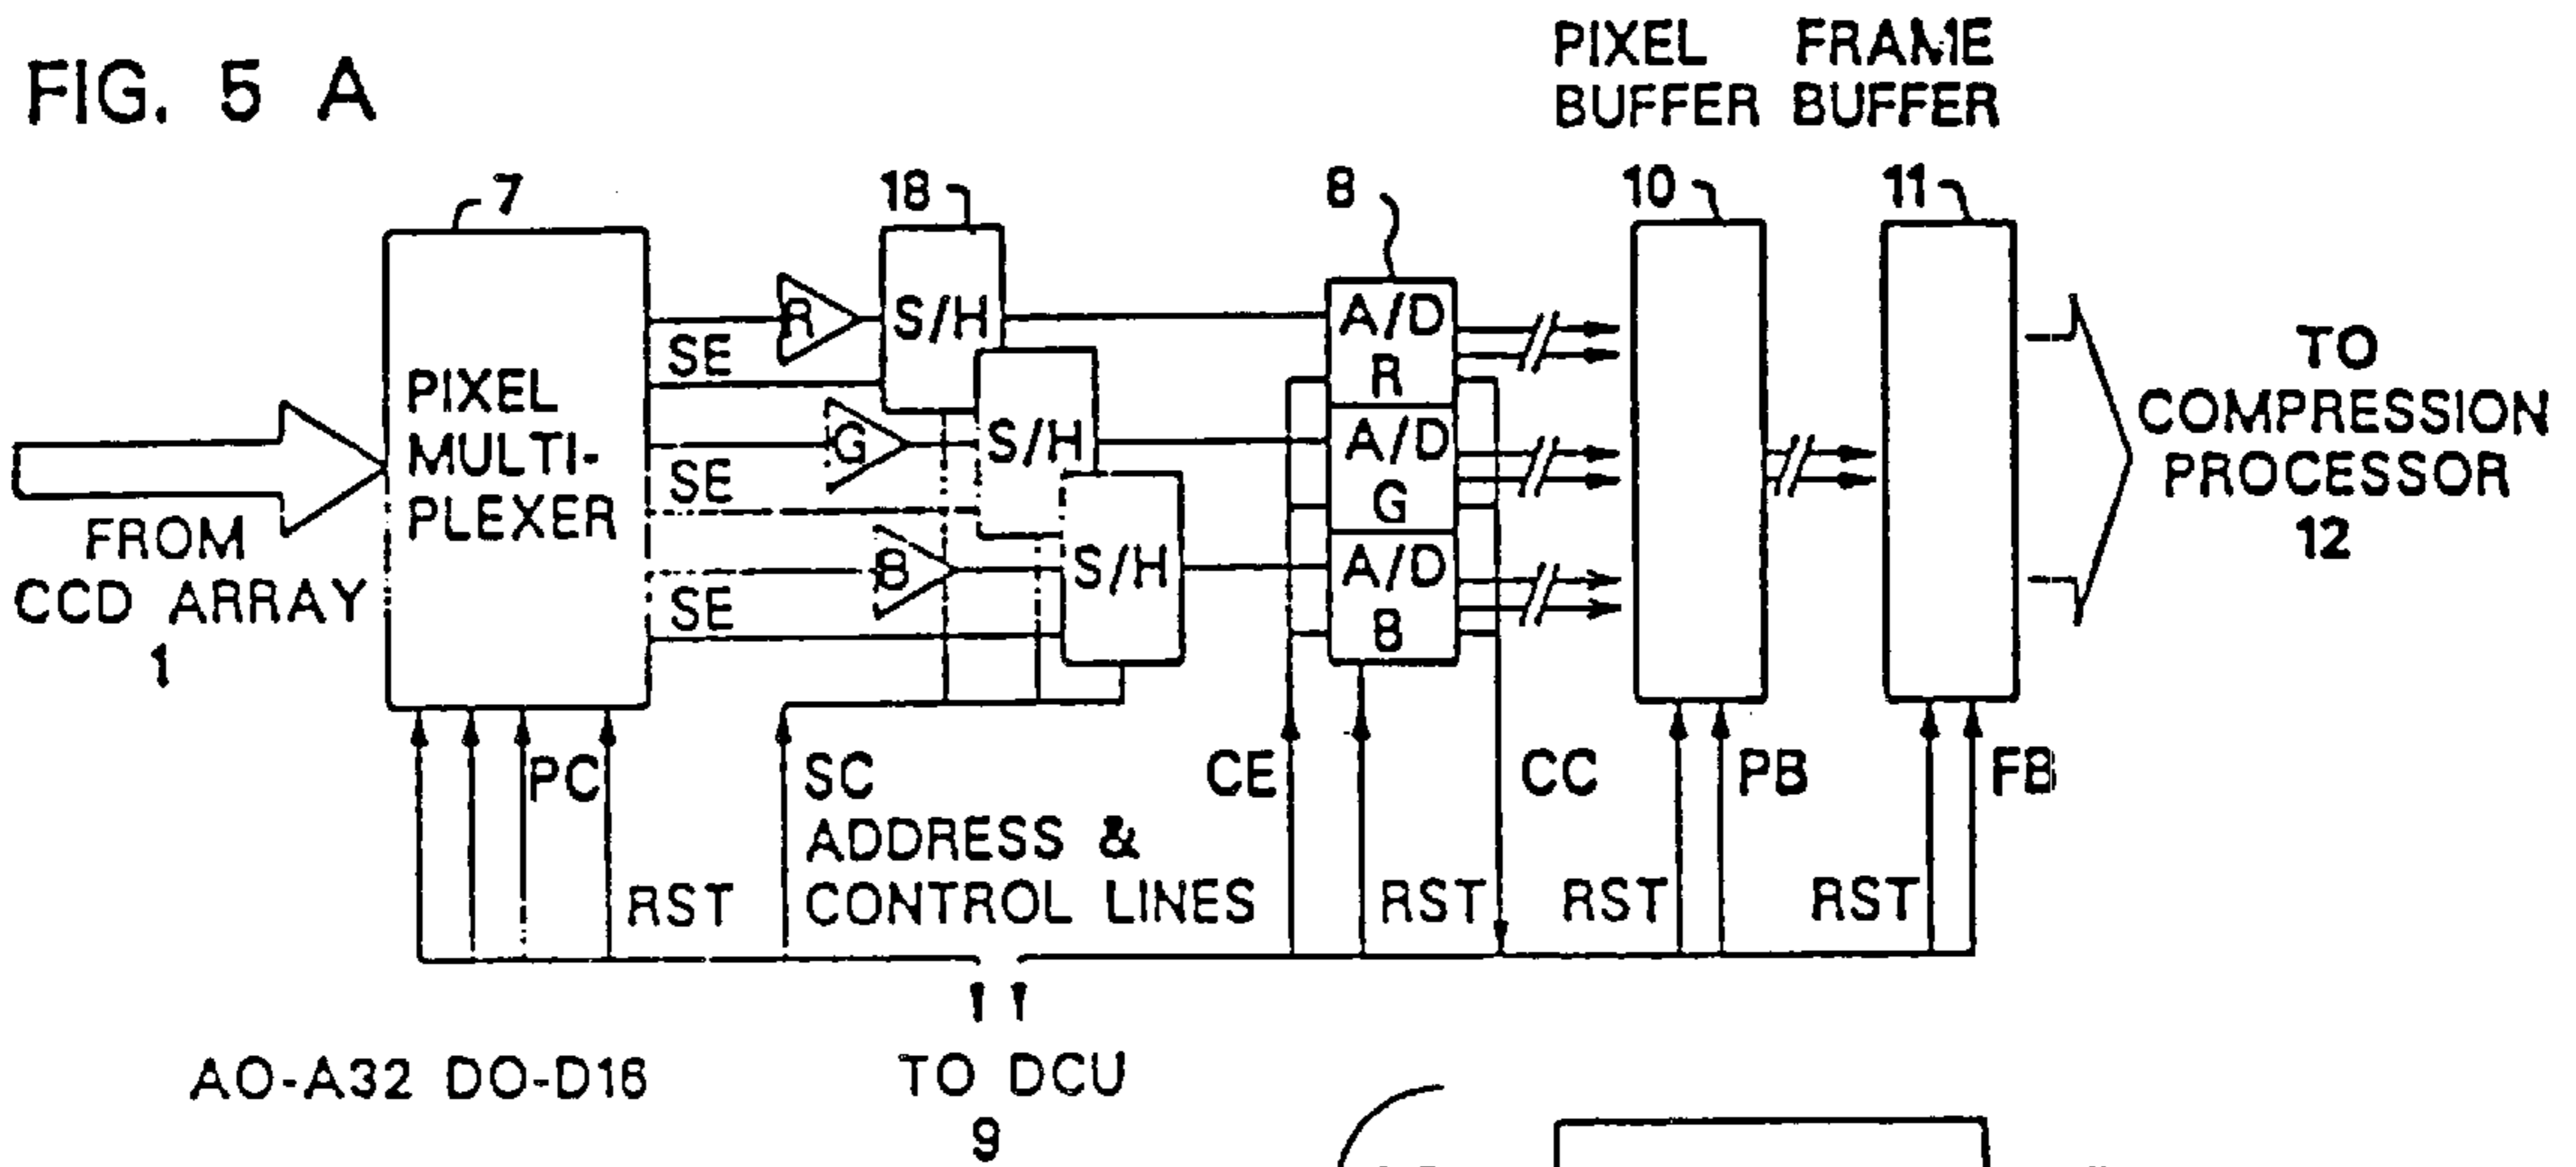 FIG. 5 A
PIXEL BUFFER
FRAME BUFFER
7
18
8
10
11
PIXEL
MULTI-
PLEXER
FROM
CCD ARRAY
1
R
SE
G
SE
B
SE
S/H
S/H
S/H
A/D
R
A/D
G
A/D
B
TO
COMPRESSION
PROCESSOR
12
PC
RST
SC
ADDRESS &
CONTROL LINES
CE
RST
CC
RST
PB
RST
FB
AO-A32 DO-D16
TO DCU
9